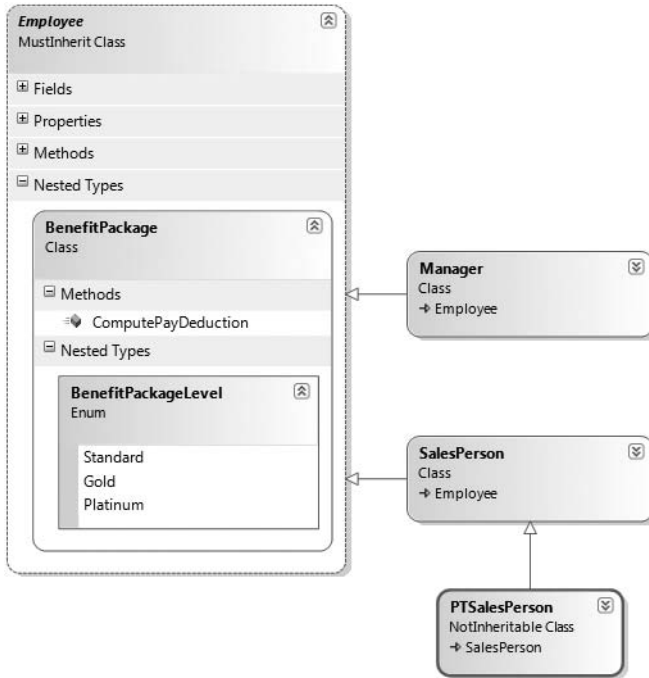 Employee
MustInherit Class
Fields
Properties
Methods
Nested Types
BenefitPackage
Class
Methods
ComputePayDeduction
Nested Types
BenefitPackageLevel
Enum
Standard
Gold
Platinum
Manager
Class
Employee
SalesPerson
Class
Employee
PTSalesPerson
NotInheritable Class
SalesPerson